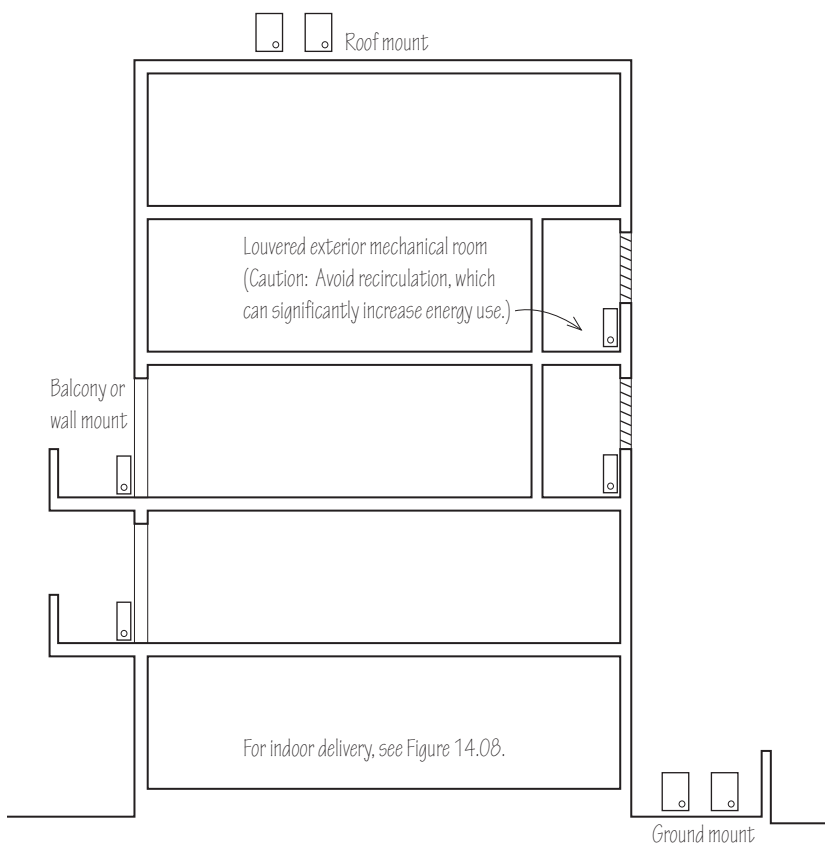 Roof mount
Louvered exterior mechanical room
(Caution: Avoid recirculation, which
can significantly increase energy use.)
Balcony or
wall mount
For indoor delivery, see Figure 14.08.
Ground mount